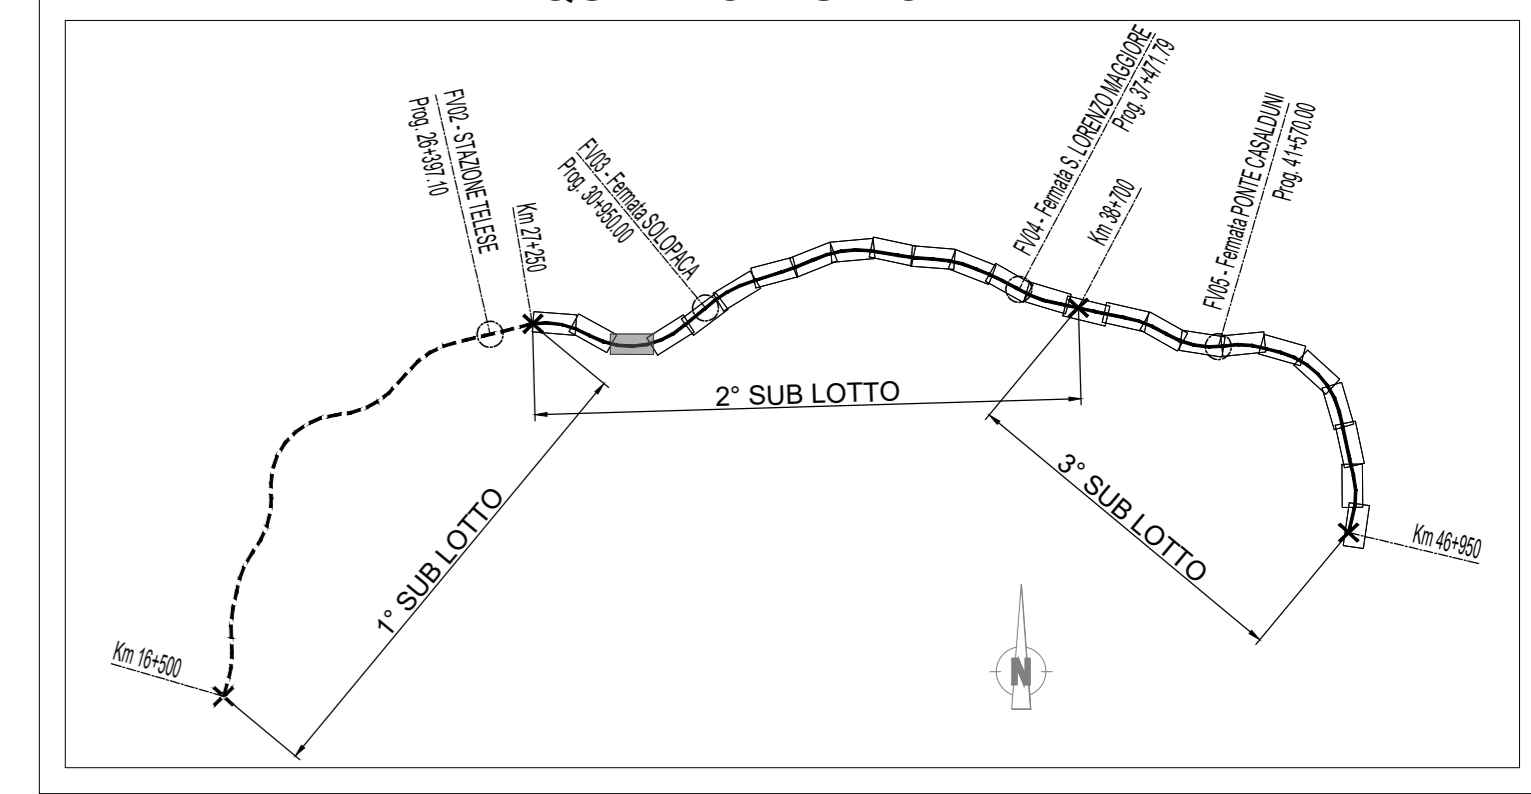 FV02 - STAZIONE TELESE
Prog. 26+397.10
Km 27+250
FV03 - Fermata SOLOPACA
Prog. 30+950.00
FV04 - Fermata S. LORENZO MAGGIORE
Prog. 37+471.79
Km 38+700
FV05 - Fermata PONTE CASALDUNI
Prog. 41+570.00
2° SUB LOTTO
1° SUB LOTTO
3° SUB LOTTO
Km 46+950
Km 16+500
N